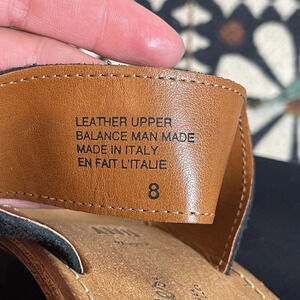 LEATHER UPPER
BALANCE MAN MADE
MADE IN ITALY
EN FAIT L'ITALIE
8